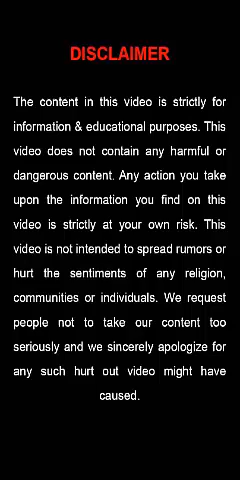 DISCLAIMER
The content in this video is strictly for
information & educational purposes. This
video does not contain any harmful or
dangerous content. Any action you take
upon the information you find on this
video is strictly at your own risk. This
video is not intended to spread rumors or
hurt the sentiments of any religion,
communities or individuals. We request
people not to take our content too
seriously and we sincerely apologize for
any such hurt out video might have
caused.